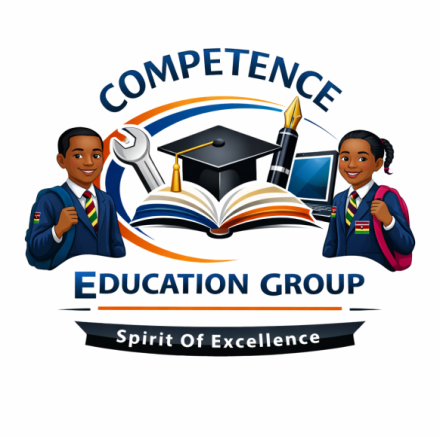 COMPETENCE
EDUCATION GROUP
Spirit Of Excellence